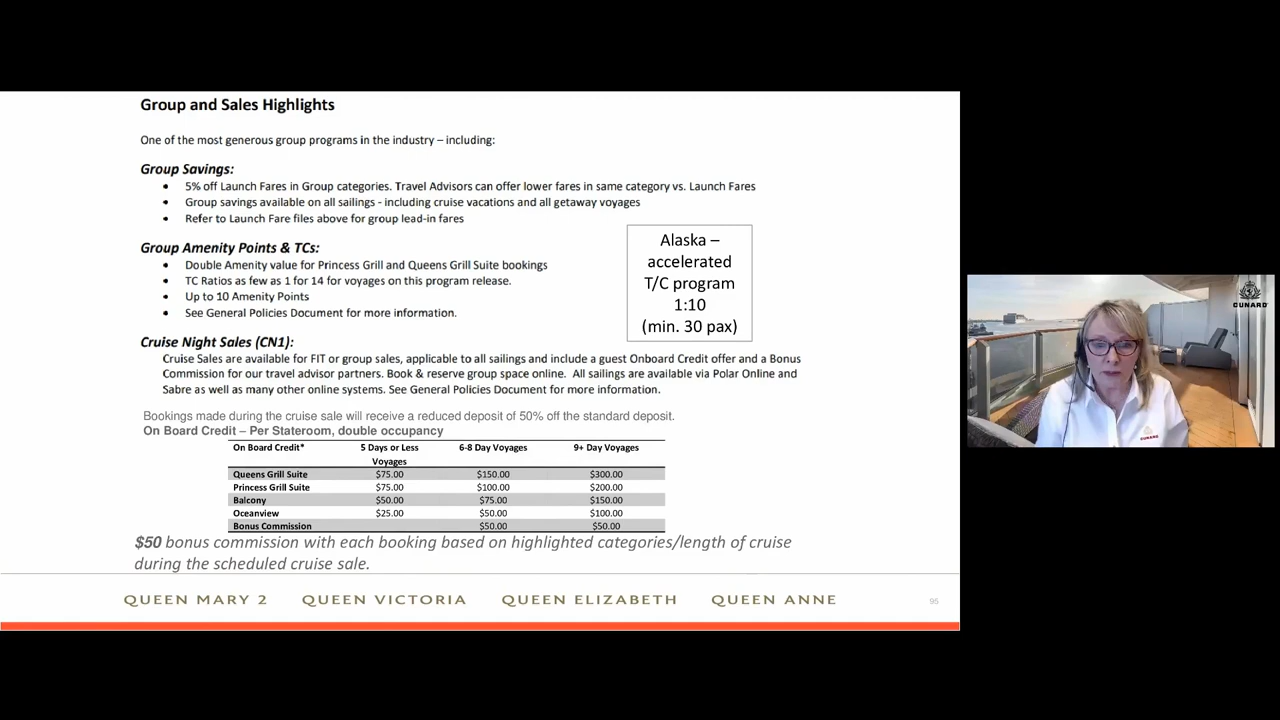 Group and Sales Highlights
One of the most generous group programs in the industry – including:
Group Savings:
• 5% off Launch Fares in Group categories. Travel Advisors can offer lower fares in same category vs. Launch Fares
• Group savings available on all sailings - including cruise vacations and all getaway voyages
• Refer to Launch Fare files above for group lead-in fares
Group Amenity Points & TCs:
• Double Amenity value for Princess Grill and Queens Grill Suite bookings
• TC Ratios as few as 1 for 14 for voyages on this program release.
• Up to 10 Amenity Points
• See General Policies Document for more information.
Alaska –
accelerated
T/C program
1:10
(min. 30 pax)
Cruise Night Sales (CN1):
Cruise Sales are available for FIT or group sales, applicable to all sailings and include a guest Onboard Credit offer and a Bonus
Commission for our travel advisor partners. Book & reserve group space online. All sailings are available via Polar Online and
Sabre as well as many other online systems. See General Policies Document for more information.
Bookings made during the cruise sale will receive a reduced deposit of 50% off the standard deposit.
On Board Credit – Per Stateroom, double occupancy
On Board Credit* 5 Days or Less 6-8 Day Voyages 9+ Day Voyages
Voyages
Queens Grill Suite $75.00 $150.00 $300.00
Princess Grill Suite $75.00 $100.00 $200.00
Balcony $50.00 $75.00 $150.00
Oceanview $25.00 $50.00 $100.00
Bonus Commission $50.00 $50.00
$50 bonus commission with each booking based on highlighted categories/length of cruise
during the scheduled cruise sale.
QUEEN MARY 2 QUEEN VICTORIA QUEEN ELIZABETH QUEEN ANNE
95
CUNARD
CUNARD